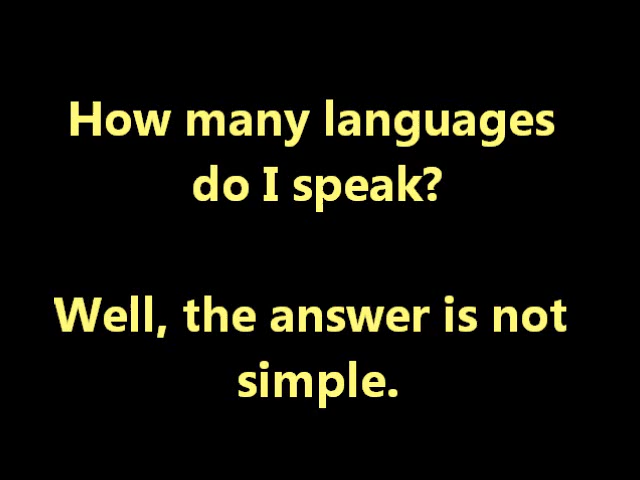 How many languages
do I speak?
Well, the answer is not
simple.